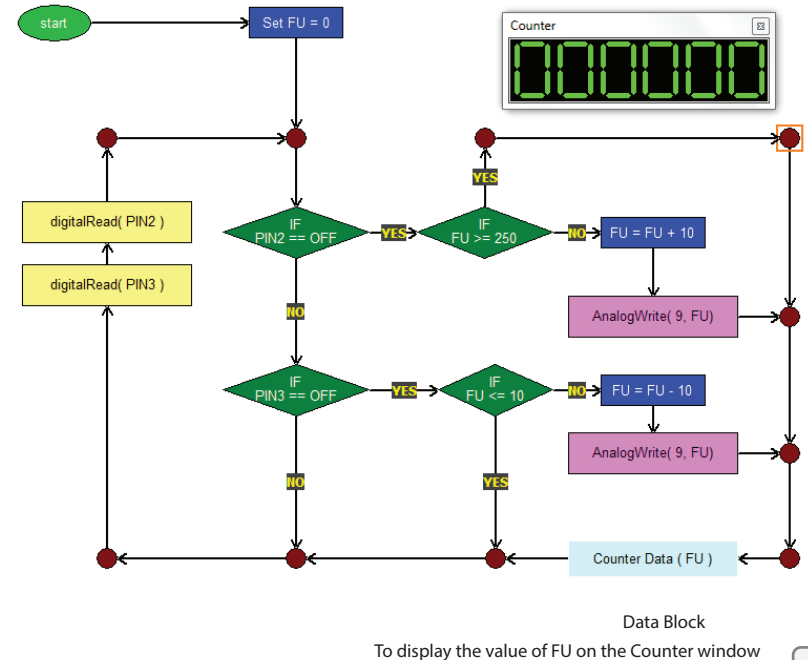 start
Set FU = 0
Counter
000000
digitalRead( PIN2 )
IF
PIN2 == OFF
YES
IF
FU >= 250
YES
NO
FU = FU + 10
digitalRead( PIN3 )
NO
AnalogWrite( 9, FU)
IF
PIN3 == OFF
YES
IF
FU <= 10
NO
FU = FU - 10
AnalogWrite( 9, FU)
NO
YES
Counter Data ( FU )
Data Block
To display the value of FU on the Counter window